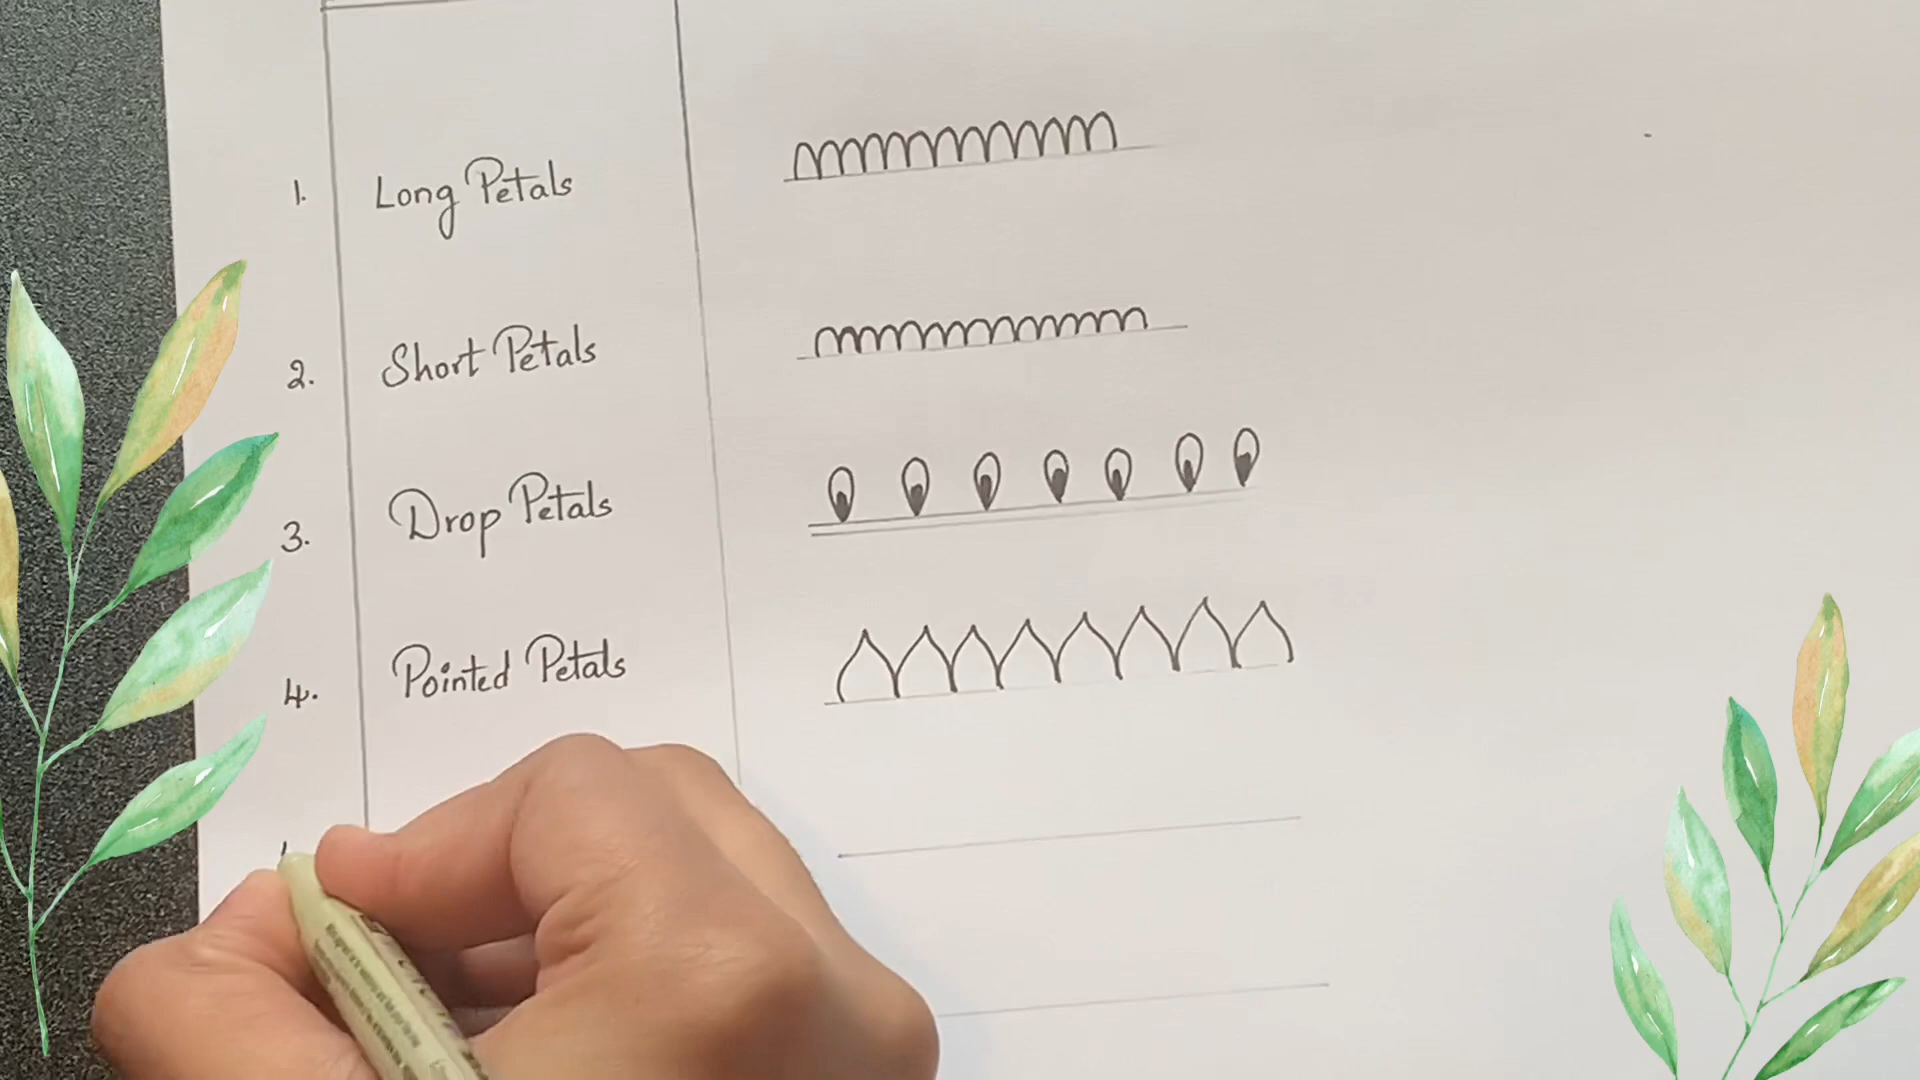 1. Long Petals
2. Short Petals
3. Drop Petals
4. Pointed Petals